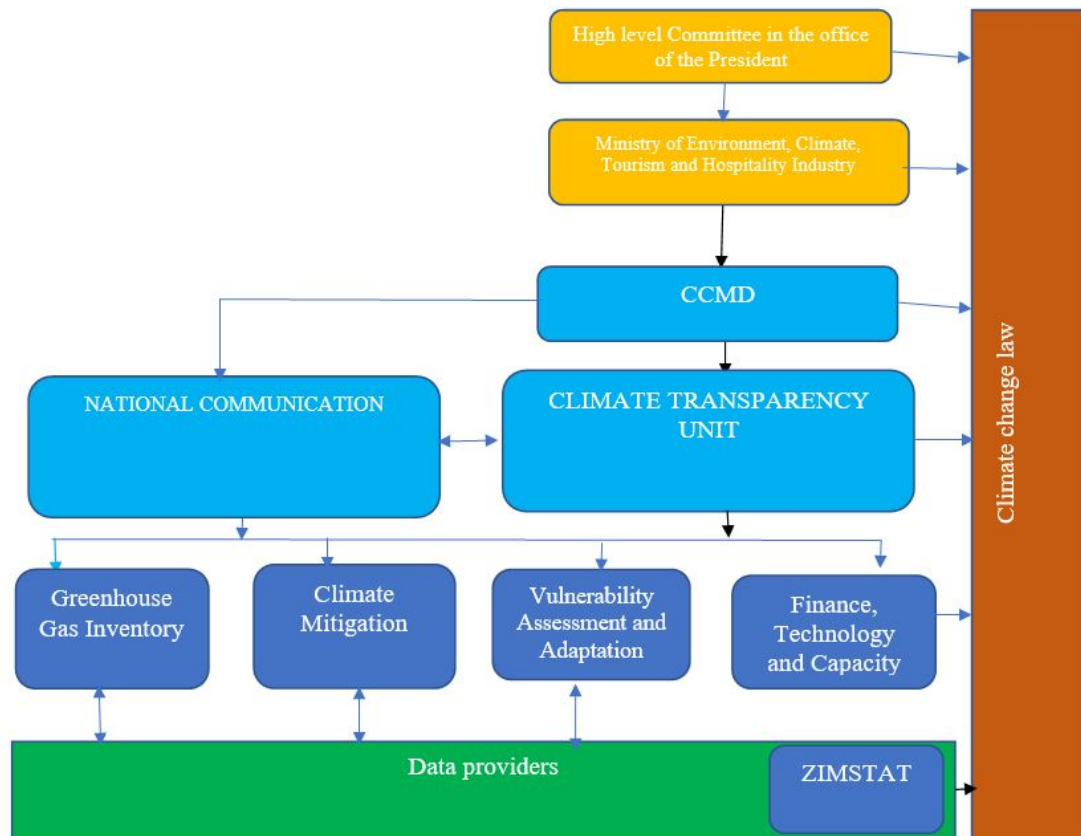 High level Committee in the office
of the President
Ministry of Environment, Climate,
Tourism and Hospitality Industry
CCMD
NATIONAL COMMUNICATION
CLIMATE TRANSPARENCY
UNIT
Climate change law
Greenhouse
Gas Inventory
Climate
Mitigation
Vulnerability
Assessment and
Adaptation
Finance,
Technology
and Capacity
Data providers
ZIMSTAT